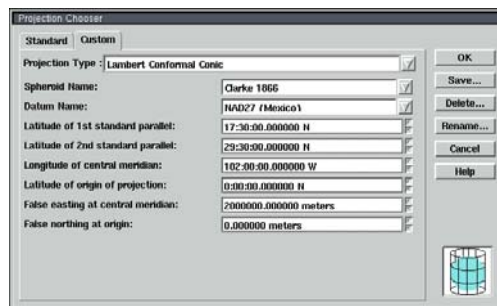 Projection Chooser
Standard Custom
Projection Type : Lambert Conformal Conic
Spheroid Name: Clarke 1866
Datum Name: NAD27 (Mexico)
Latitude of 1st standard parallel: 17:30:00.000000 N
Latitude of 2nd standard parallel: 29:30:00.000000 N
Longitude of central meridian: 102:00:00.000000 W
Latitude of origin of projection: 0:00:00.000000 N
False easting at central meridian: 2000000.000000 meters
False northing at origin: 0.000000 meters
OK
Save...
Delete...
Rename...
Cancel
Help